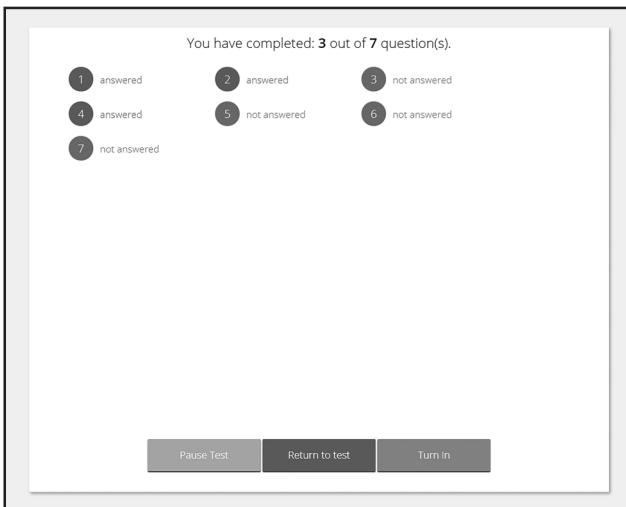 You have completed: 3 out of 7 question(s).
1 answered 2 answered 3 not answered
4 answered 5 not answered 6 not answered
7 not answered
Pause Test Return to test Turn In